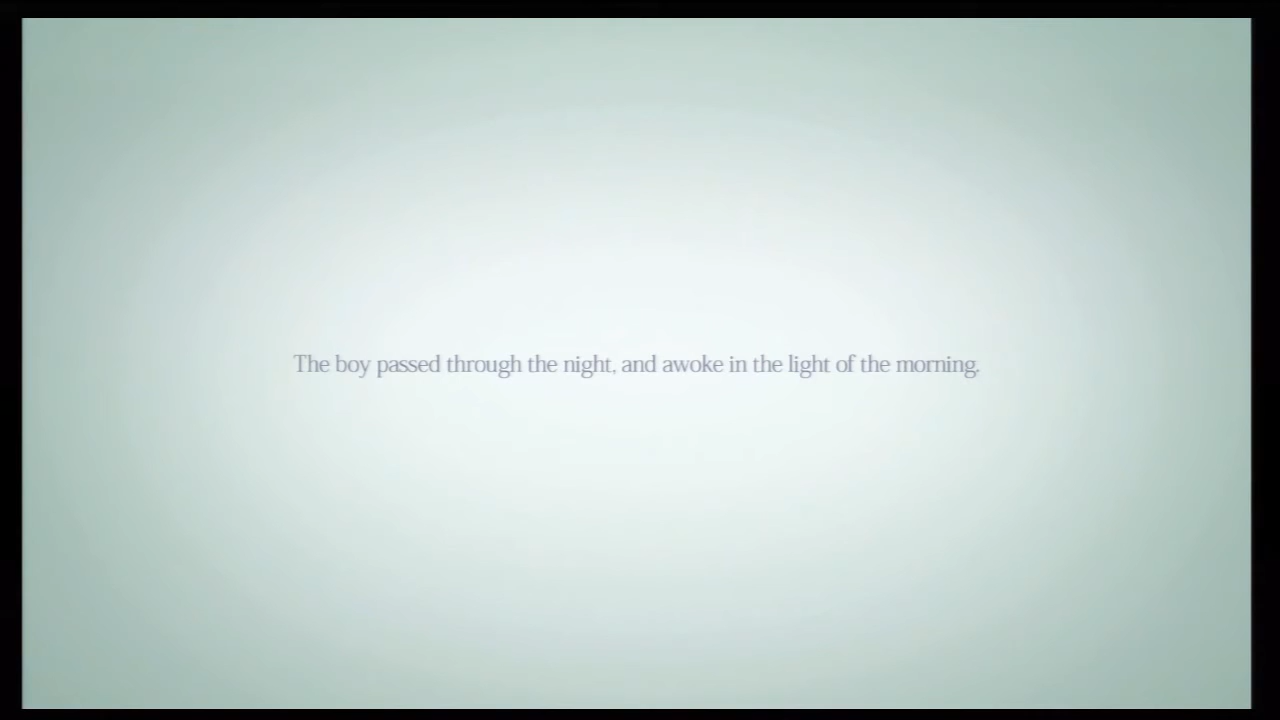 The boy passed through the night, and awoke in the light of the morning.